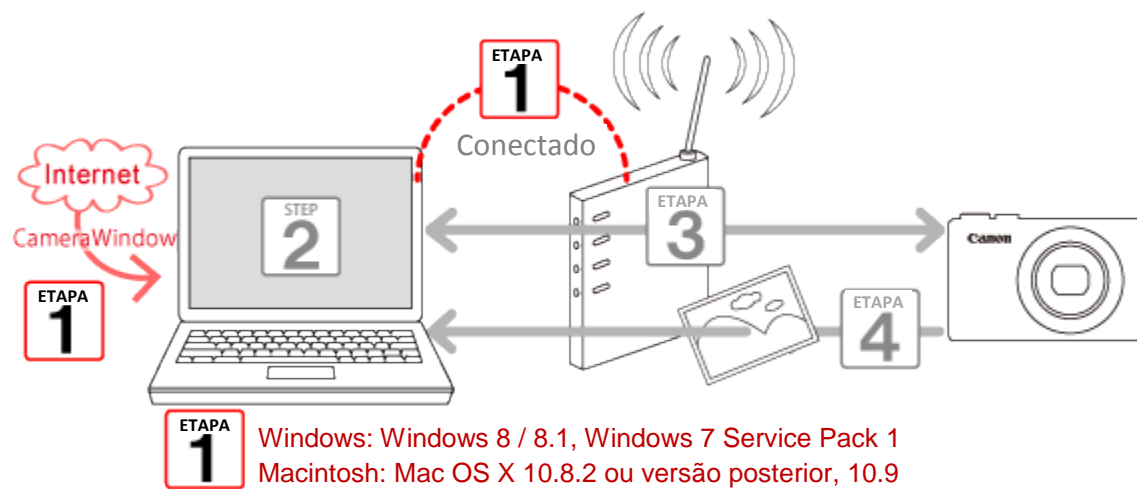 ETAPA
1
Conectado
Internet
CameraWindow
ETAPA
1
STEP
2
ETAPA
3
Canon
ETAPA
4
ETAPA
1
Windows: Windows 8 / 8.1, Windows 7 Service Pack 1
Macintosh: Mac OS X 10.8.2 ou versão posterior, 10.9